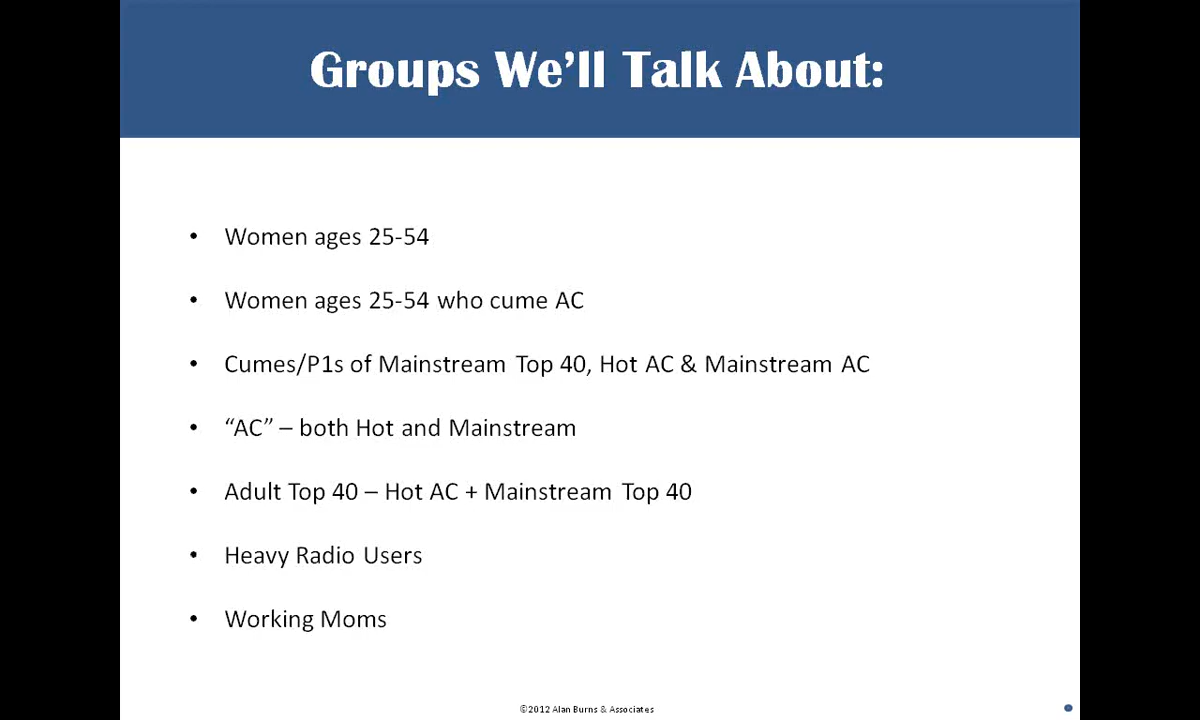 Groups We'll Talk About:
• Women ages 25-54
• Women ages 25-54 who cume AC
• Cumes/P1s of Mainstream Top 40, Hot AC & Mainstream AC
• “AC” – both Hot and Mainstream
• Adult Top 40 – Hot AC + Mainstream Top 40
• Heavy Radio Users
• Working Moms
©2012 Alan Burns & Associates